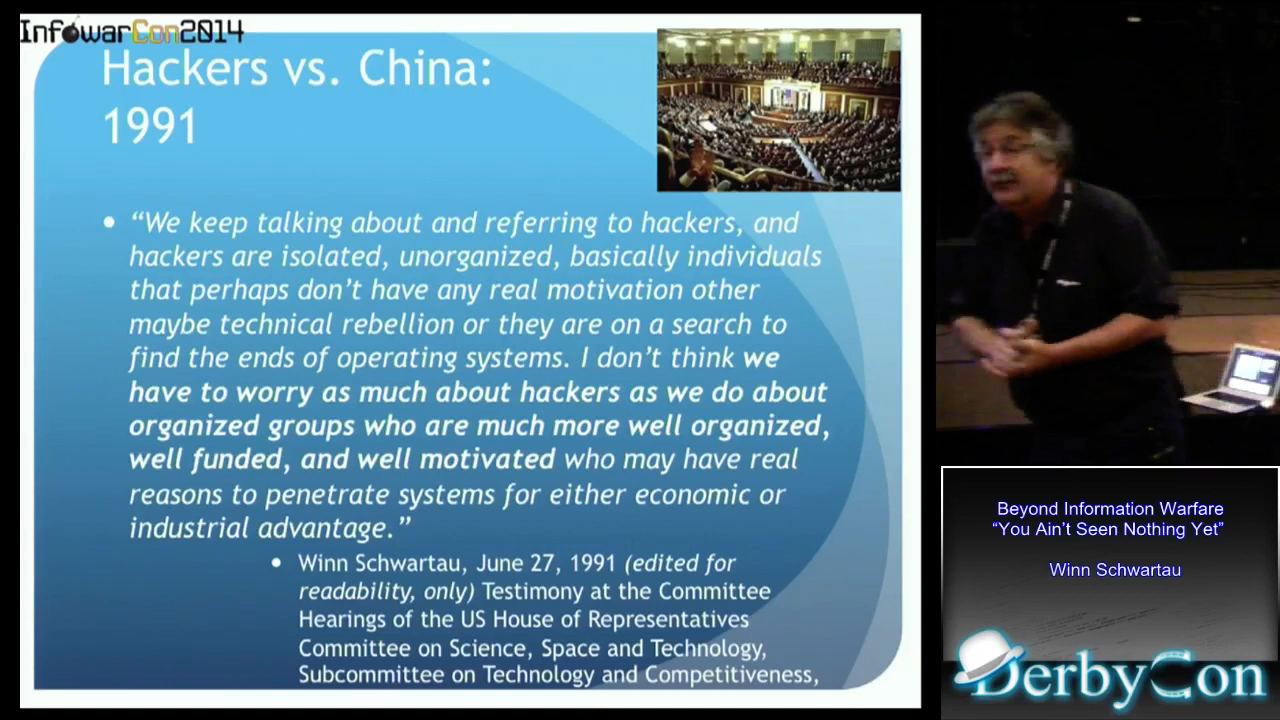 InfowarCon2014
Hackers vs. China:
1991
• “We keep talking about and referring to hackers, and
hackers are isolated, unorganized, basically individuals
that perhaps don’t have any real motivation other
maybe technical rebellion or they are on a search to
find the ends of operating systems. I don’t think we
have to worry as much about hackers as we do about
organized groups who are much more well organized,
well funded, and well motivated who may have real
reasons to penetrate systems for either economic or
industrial advantage.”
• Winn Schwartau, June 27, 1991 (edited for
readability, only) Testimony at the Committee
Hearings of the US House of Representatives
Committee on Science, Space and Technology,
Subcommittee on Technology and Competitiveness,
Beyond Information Warfare
“You Ain’t Seen Nothing Yet”
Winn Schwartau
DerbyCon